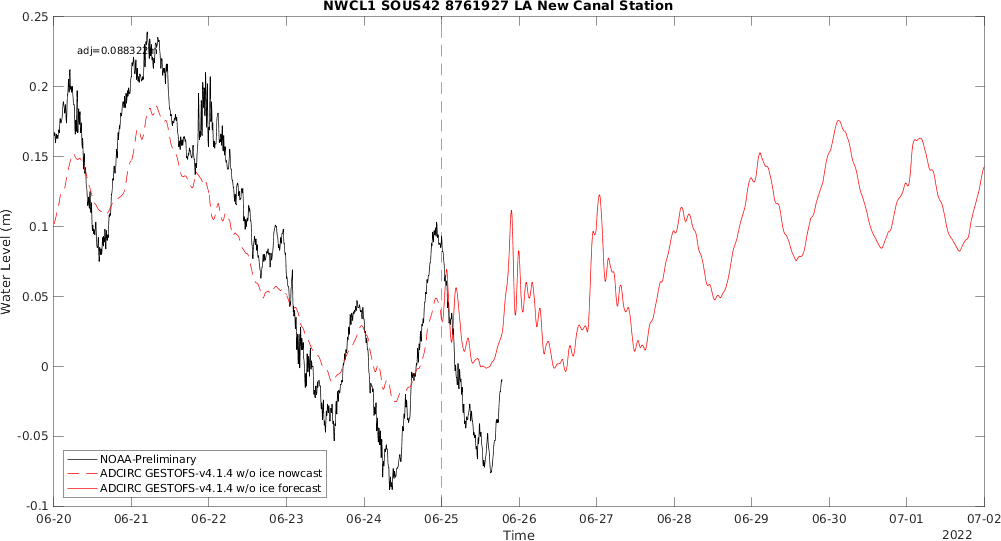 NWCL1 SOUS42 8761927 LA New Canal Station
0.25
adj=0.088322
0.2
0.15
0.1
0.05
0
-0.05
-0.1
Water Level (m)
NOAA-Preliminary
ADCIRC GESTOFS-v4.1.4 w/o ice nowcast
ADCIRC GESTOFS-v4.1.4 w/o ice forecast
06-20 06-21 06-22 06-23 06-24 06-25 06-26 06-27 06-28 06-29 06-30 07-01 07-02
Time
2022